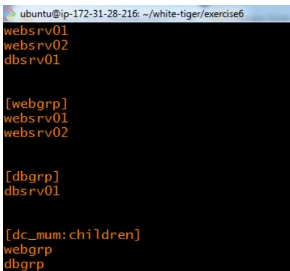 ubuntu@ip-172-31-28-216: ~/white-tiger/exercise6
websrv01
websrv02
dbsrv01
[webgrp]
websrv01
websrv02
[dbgrp]
dbsrv01
[dc_mum:children]
webgrp
dbgrp